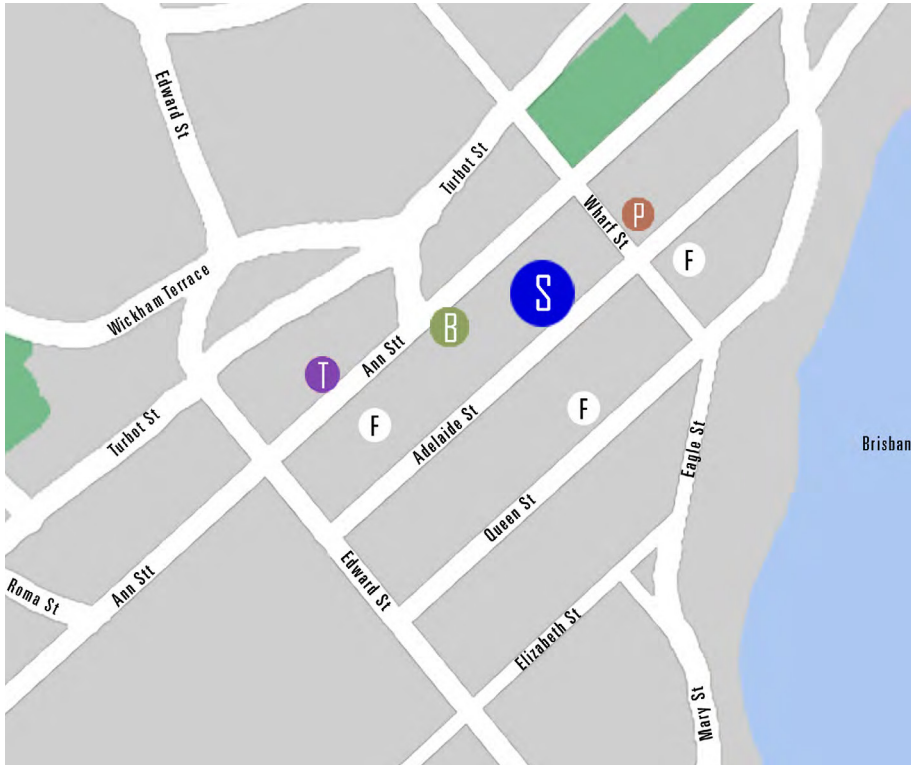 Edward St
Turbot St
Wharf St
P
F
Wickham Terrace
S
B
Ann Stt
T
F
Adelaide St
F
Turbot St
Eagle St
Brisban
Queen St
Edward St
Ann Stt
Roma St
Elizabeth St
Mary St